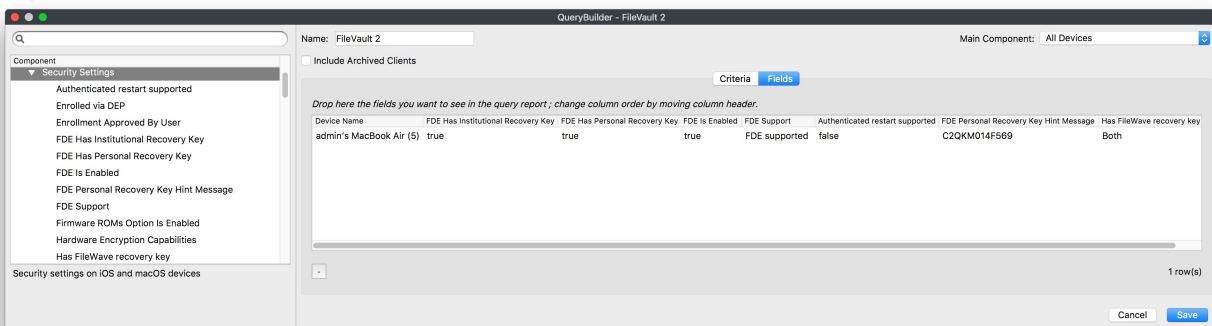 QueryBuilder - FileVault 2
Name: FileVault 2
Main Component: All Devices
Component
Include Archived Clients
Security Settings
Criteria Fields
Authenticated restart supported
Enrolled via DEP
Drop here the fields you want to see in the query report ; change column order by moving column header.
Enrollment Approved By User
Device Name FDE Has Institutional Recovery Key FDE Has Personal Recovery Key FDE Is Enabled FDE Support Authenticated restart supported FDE Personal Recovery Key Hint Message Has FileWave recovery key
FDE Has Institutional Recovery Key
admin's MacBook Air (5) true true true FDE supported false C2QKM014F569 Both
FDE Has Personal Recovery Key
FDE Is Enabled
FDE Personal Recovery Key Hint Message
FDE Support
Firmware ROMs Option Is Enabled
Hardware Encryption Capabilities
Has FileWave recovery key
Security settings on iOS and macOS devices
- 1 row(s)
Cancel Save